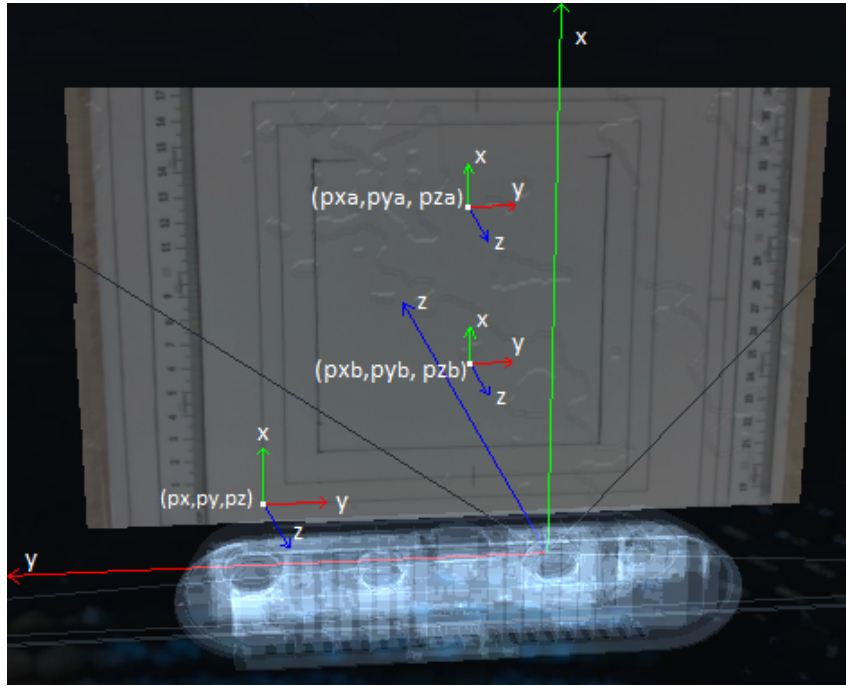 x
x
(pxa,pya, pza)
y
z
z
x
y
(pxb,pyb, pzb)
z
x
(px,py,pz)
y
z
y